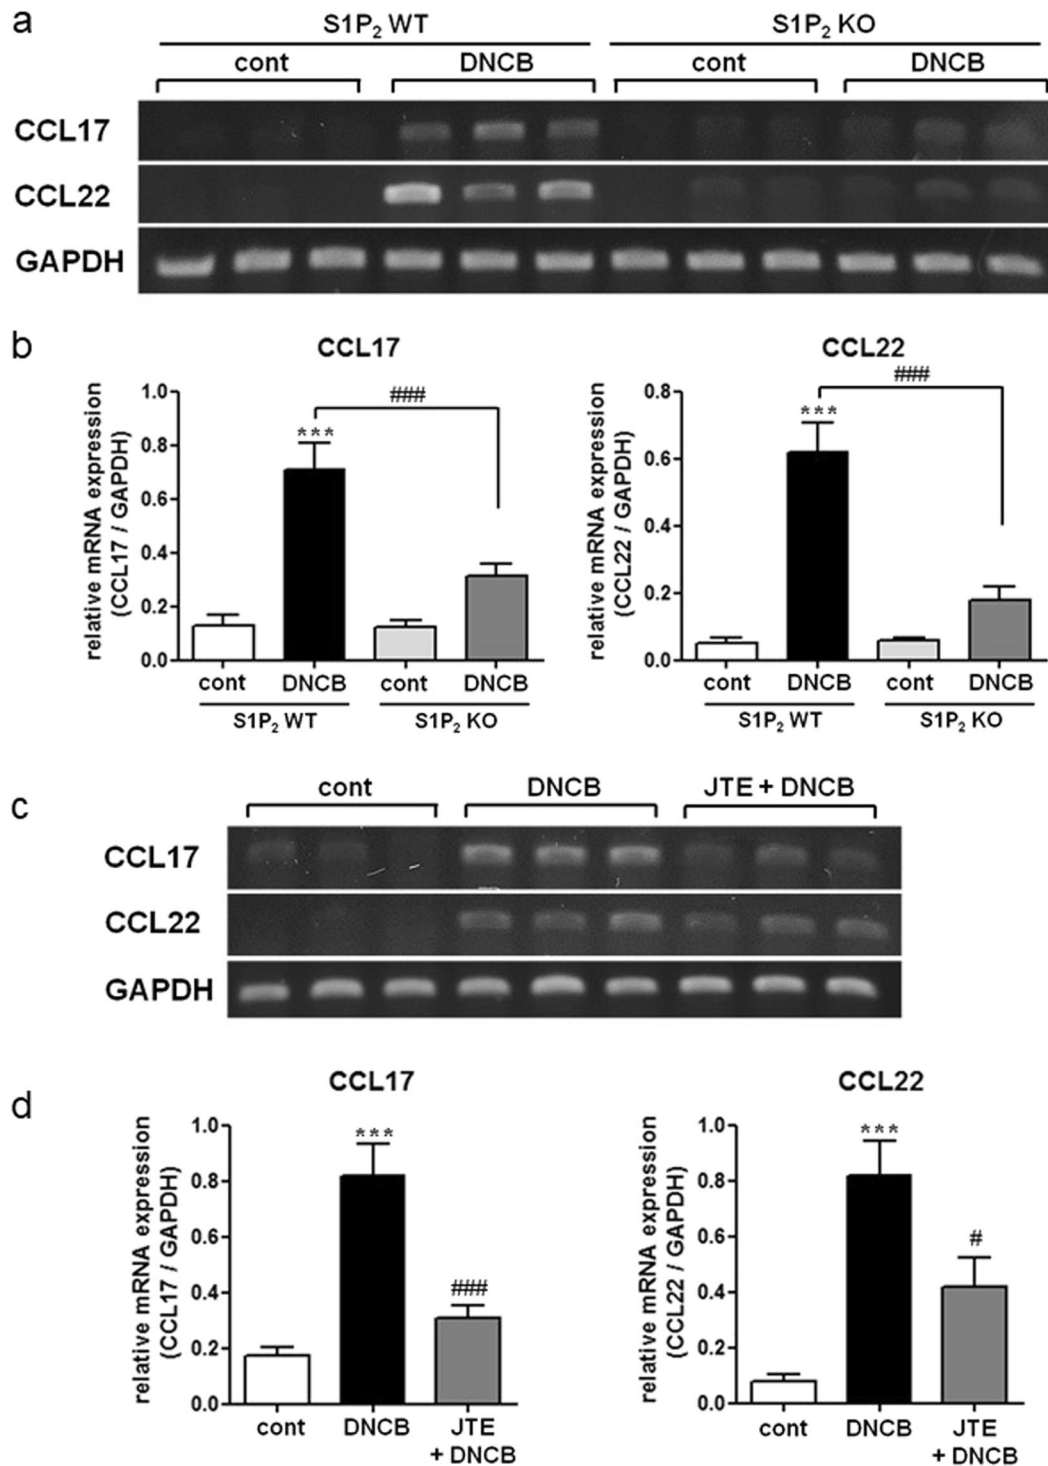 a
S1P₂ WT S1P₂ KO
cont DNCB cont DNCB
CCL17
CCL22
GAPDH
b
CCL17
relative mRNA expression
(CCL17 / GAPDH)
1.0
0.8
0.6
0.4
0.2
0.0
***
###
cont DNCB cont DNCB
S1P₂ WT S1P₂ KO
CCL22
relative mRNA expression
(CCL22 / GAPDH)
0.8
0.6
0.4
0.2
0.0
***
###
cont DNCB cont DNCB
S1P₂ WT S1P₂ KO
c
cont DNCB JTE + DNCB
CCL17
CCL22
GAPDH
d
CCL17
relative mRNA expression
(CCL17 / GAPDH)
1.0
0.8
0.6
0.4
0.2
0.0
***
###
cont DNCB JTE
+ DNCB
CCL22
relative mRNA expression
(CCL22 / GAPDH)
1.0
0.8
0.6
0.4
0.2
0.0
***
#
cont DNCB JTE
+ DNCB